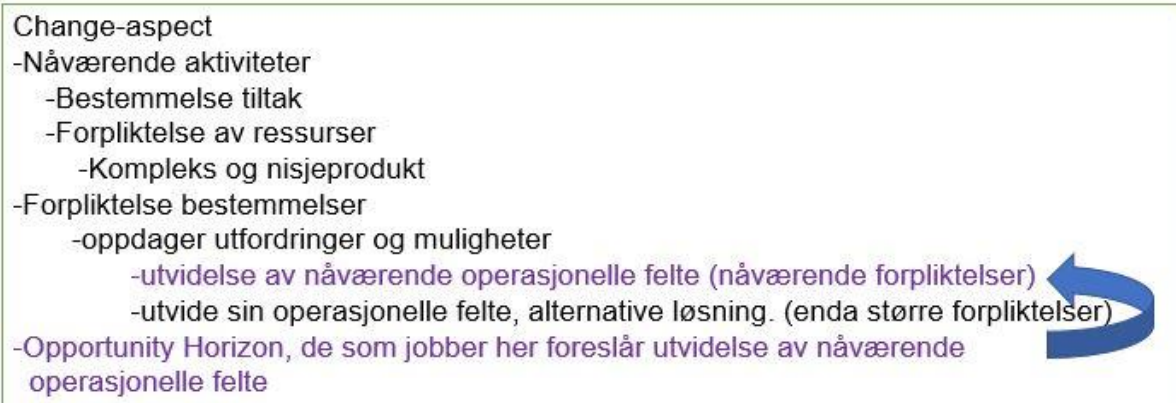 Change-aspect
-Nåværende aktiviteter
-Bestemmelse tiltak
-Forpliktelse av ressurser
-Kompleks og nisjeprodukt
-Forpliktelse bestemmelser
-oppdager utfordringer og muligheter
-utvidelse av nåværende operasjonelle felte (nåværende forpliktelser)
-utvide sin operasjonelle felte, alternative løsning. (enda større forpliktelser)
-Opportunity Horizon, de som jobber her foreslår utvidelse av nåværende
operasjonelle felte